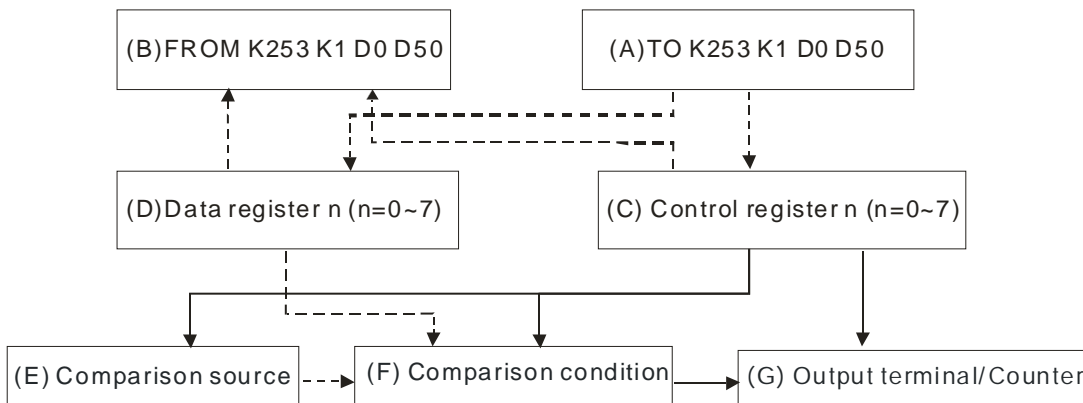 (B)FROM K253 K1 D0 D50
(A)TO K253 K1 D0 D50
(D)Data register n (n=0~7)
(C) Control register n (n=0~7)
(E) Comparison source
(F) Comparison condition
(G) Output terminal/Counter